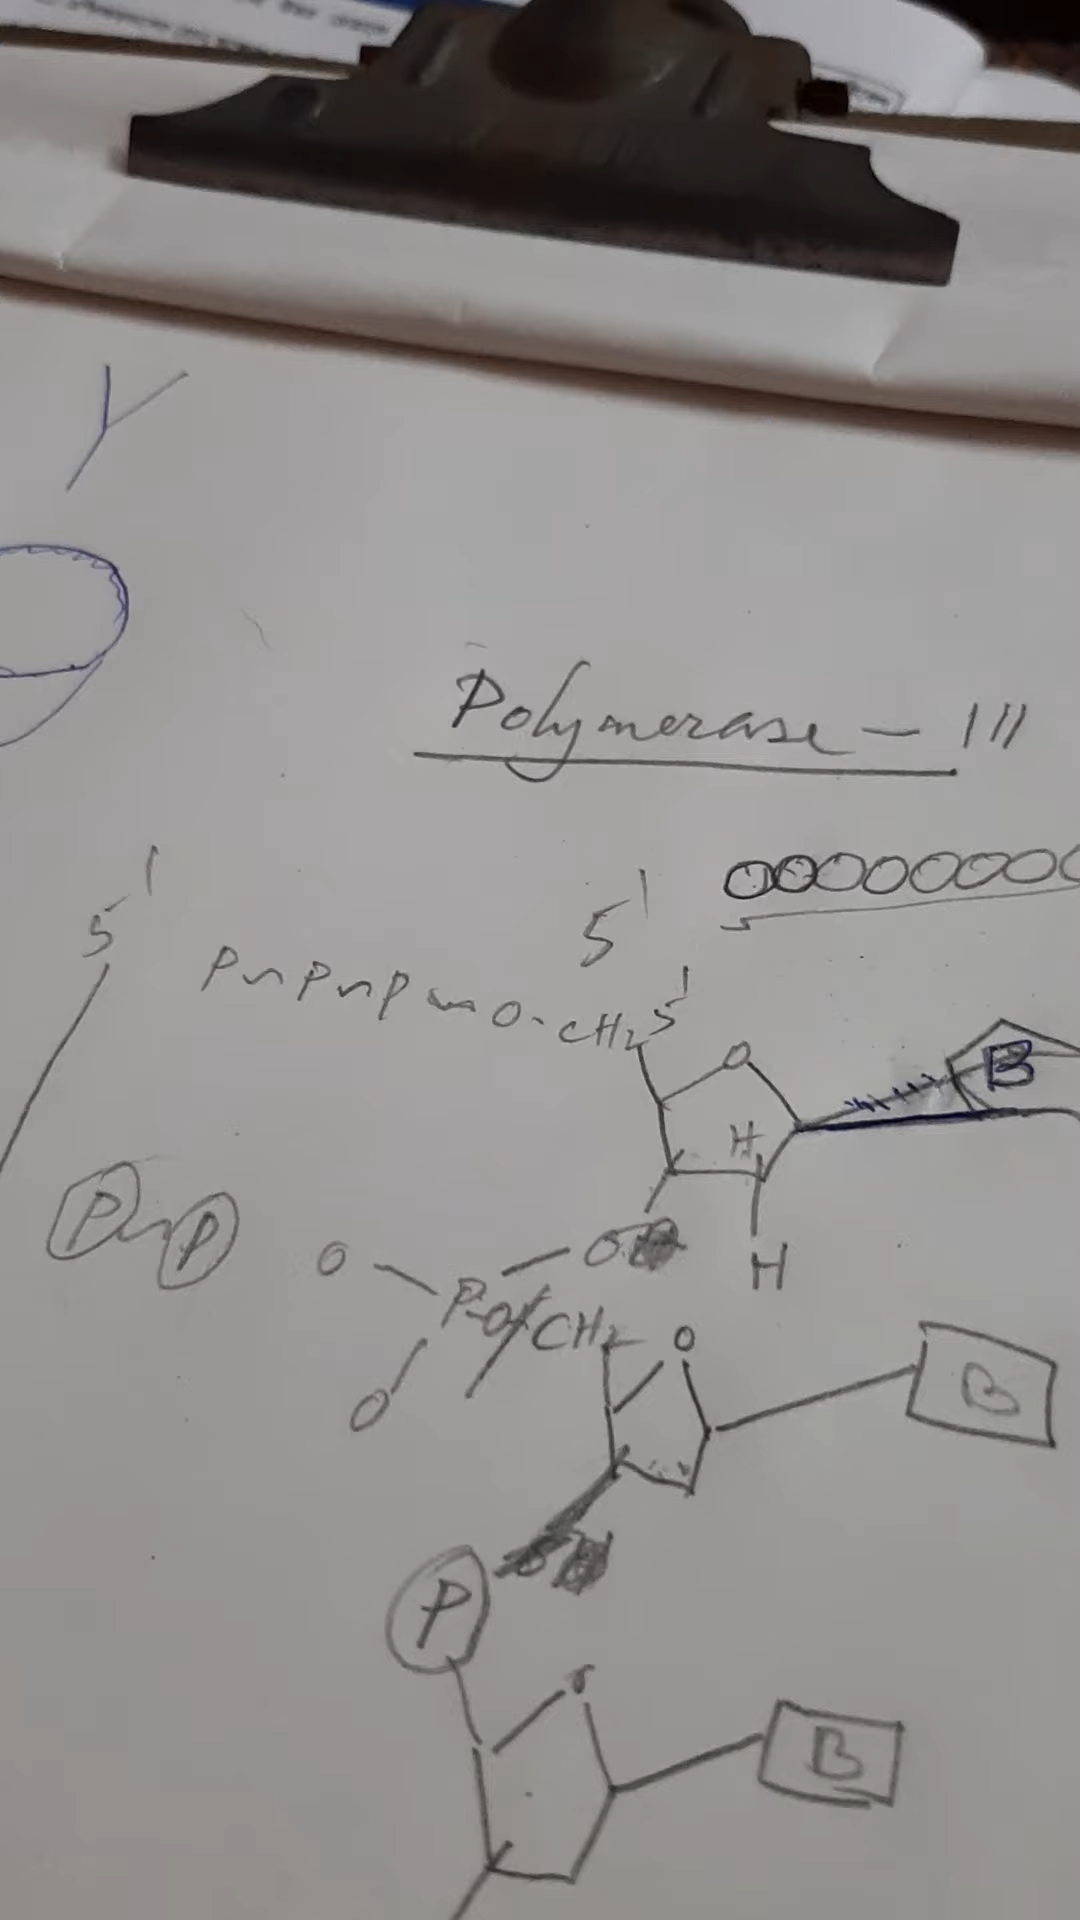 Polymerase - III
5'
5'
P~P~P~O-CH2 5'
O
B
H
P~P
O
O
H
P-O
CH2
O
O
B
P
B